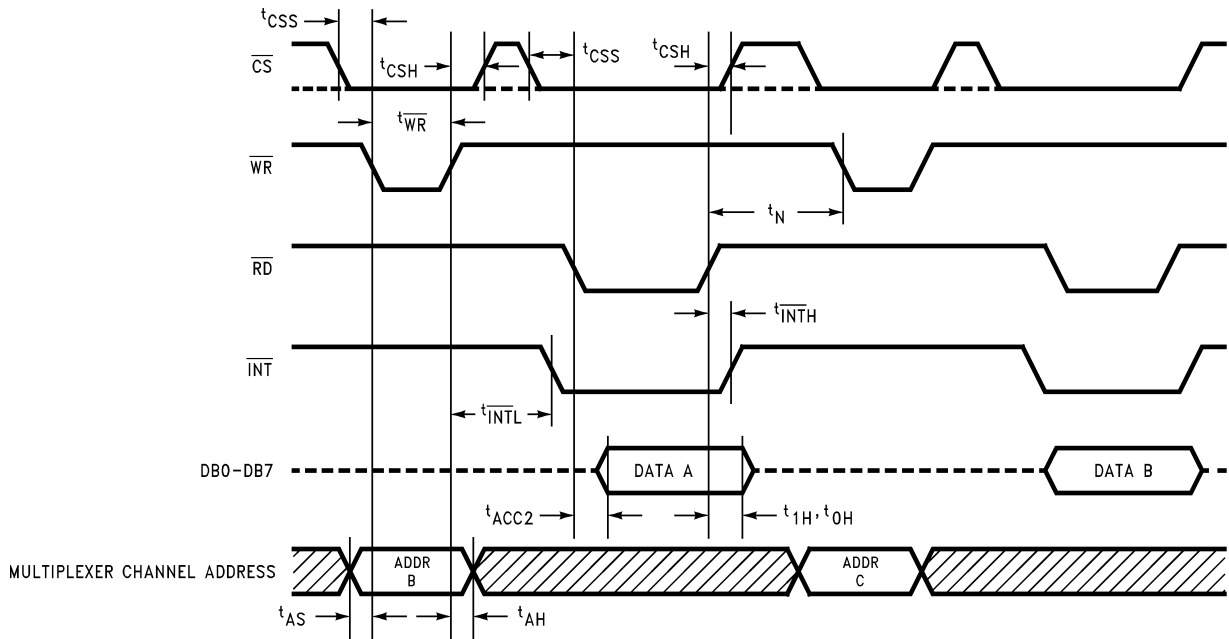 tCSS
CS
tCSH
tCSS
tCSH
tWR
WR
tN
RD
tINTH
INT
tINTL
DB0-DB7
DATA A
DATA B
tACC2
t1H, t0H
MULTIPLEXER CHANNEL ADDRESS
ADDR
B
ADDR
C
tAS
tAH